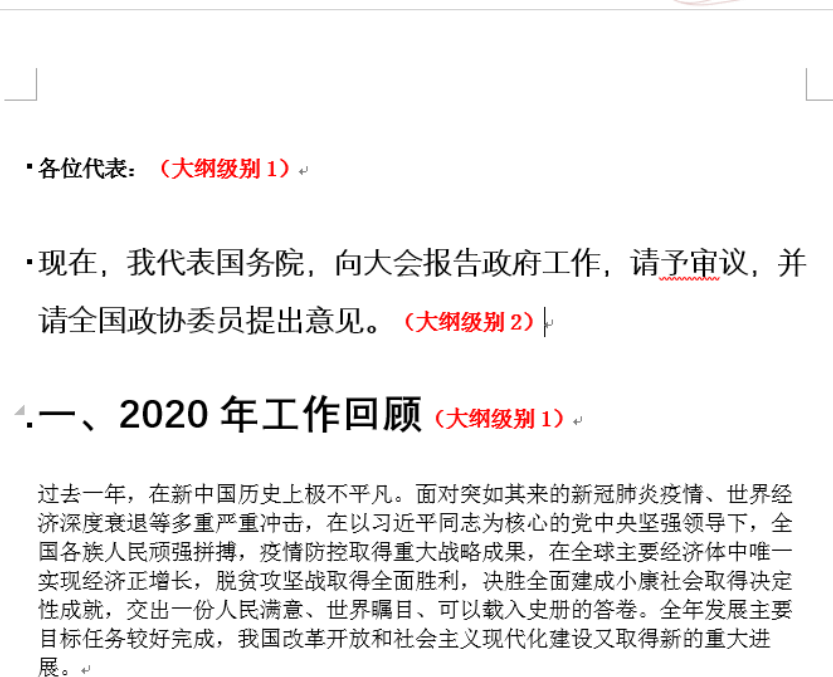 各位代表：（大纲级别 1）
现在，我代表国务院，向大会报告政府工作，请予审议，并
请全国政协委员提出意见。（大纲级别 2）
一、2020 年工作回顾（大纲级别 1）
过去一年，在新中国历史上极不平凡。面对突如其来的新冠肺炎疫情、世界经
济深度衰退等多重严重冲击，在以习近平同志为核心的党中央坚强领导下，全
国各族人民顽强拼搏，疫情防控取得重大战略成果，在全球主要经济体中唯一
实现经济正增长，脱贫攻坚战取得全面胜利，决胜全面建成小康社会取得决定
性成就，交出一份人民满意、世界瞩目、可以载入史册的答卷。全年发展主要
目标任务较好完成，我国改革开放和社会主义现代化建设又取得新的重大进
展。